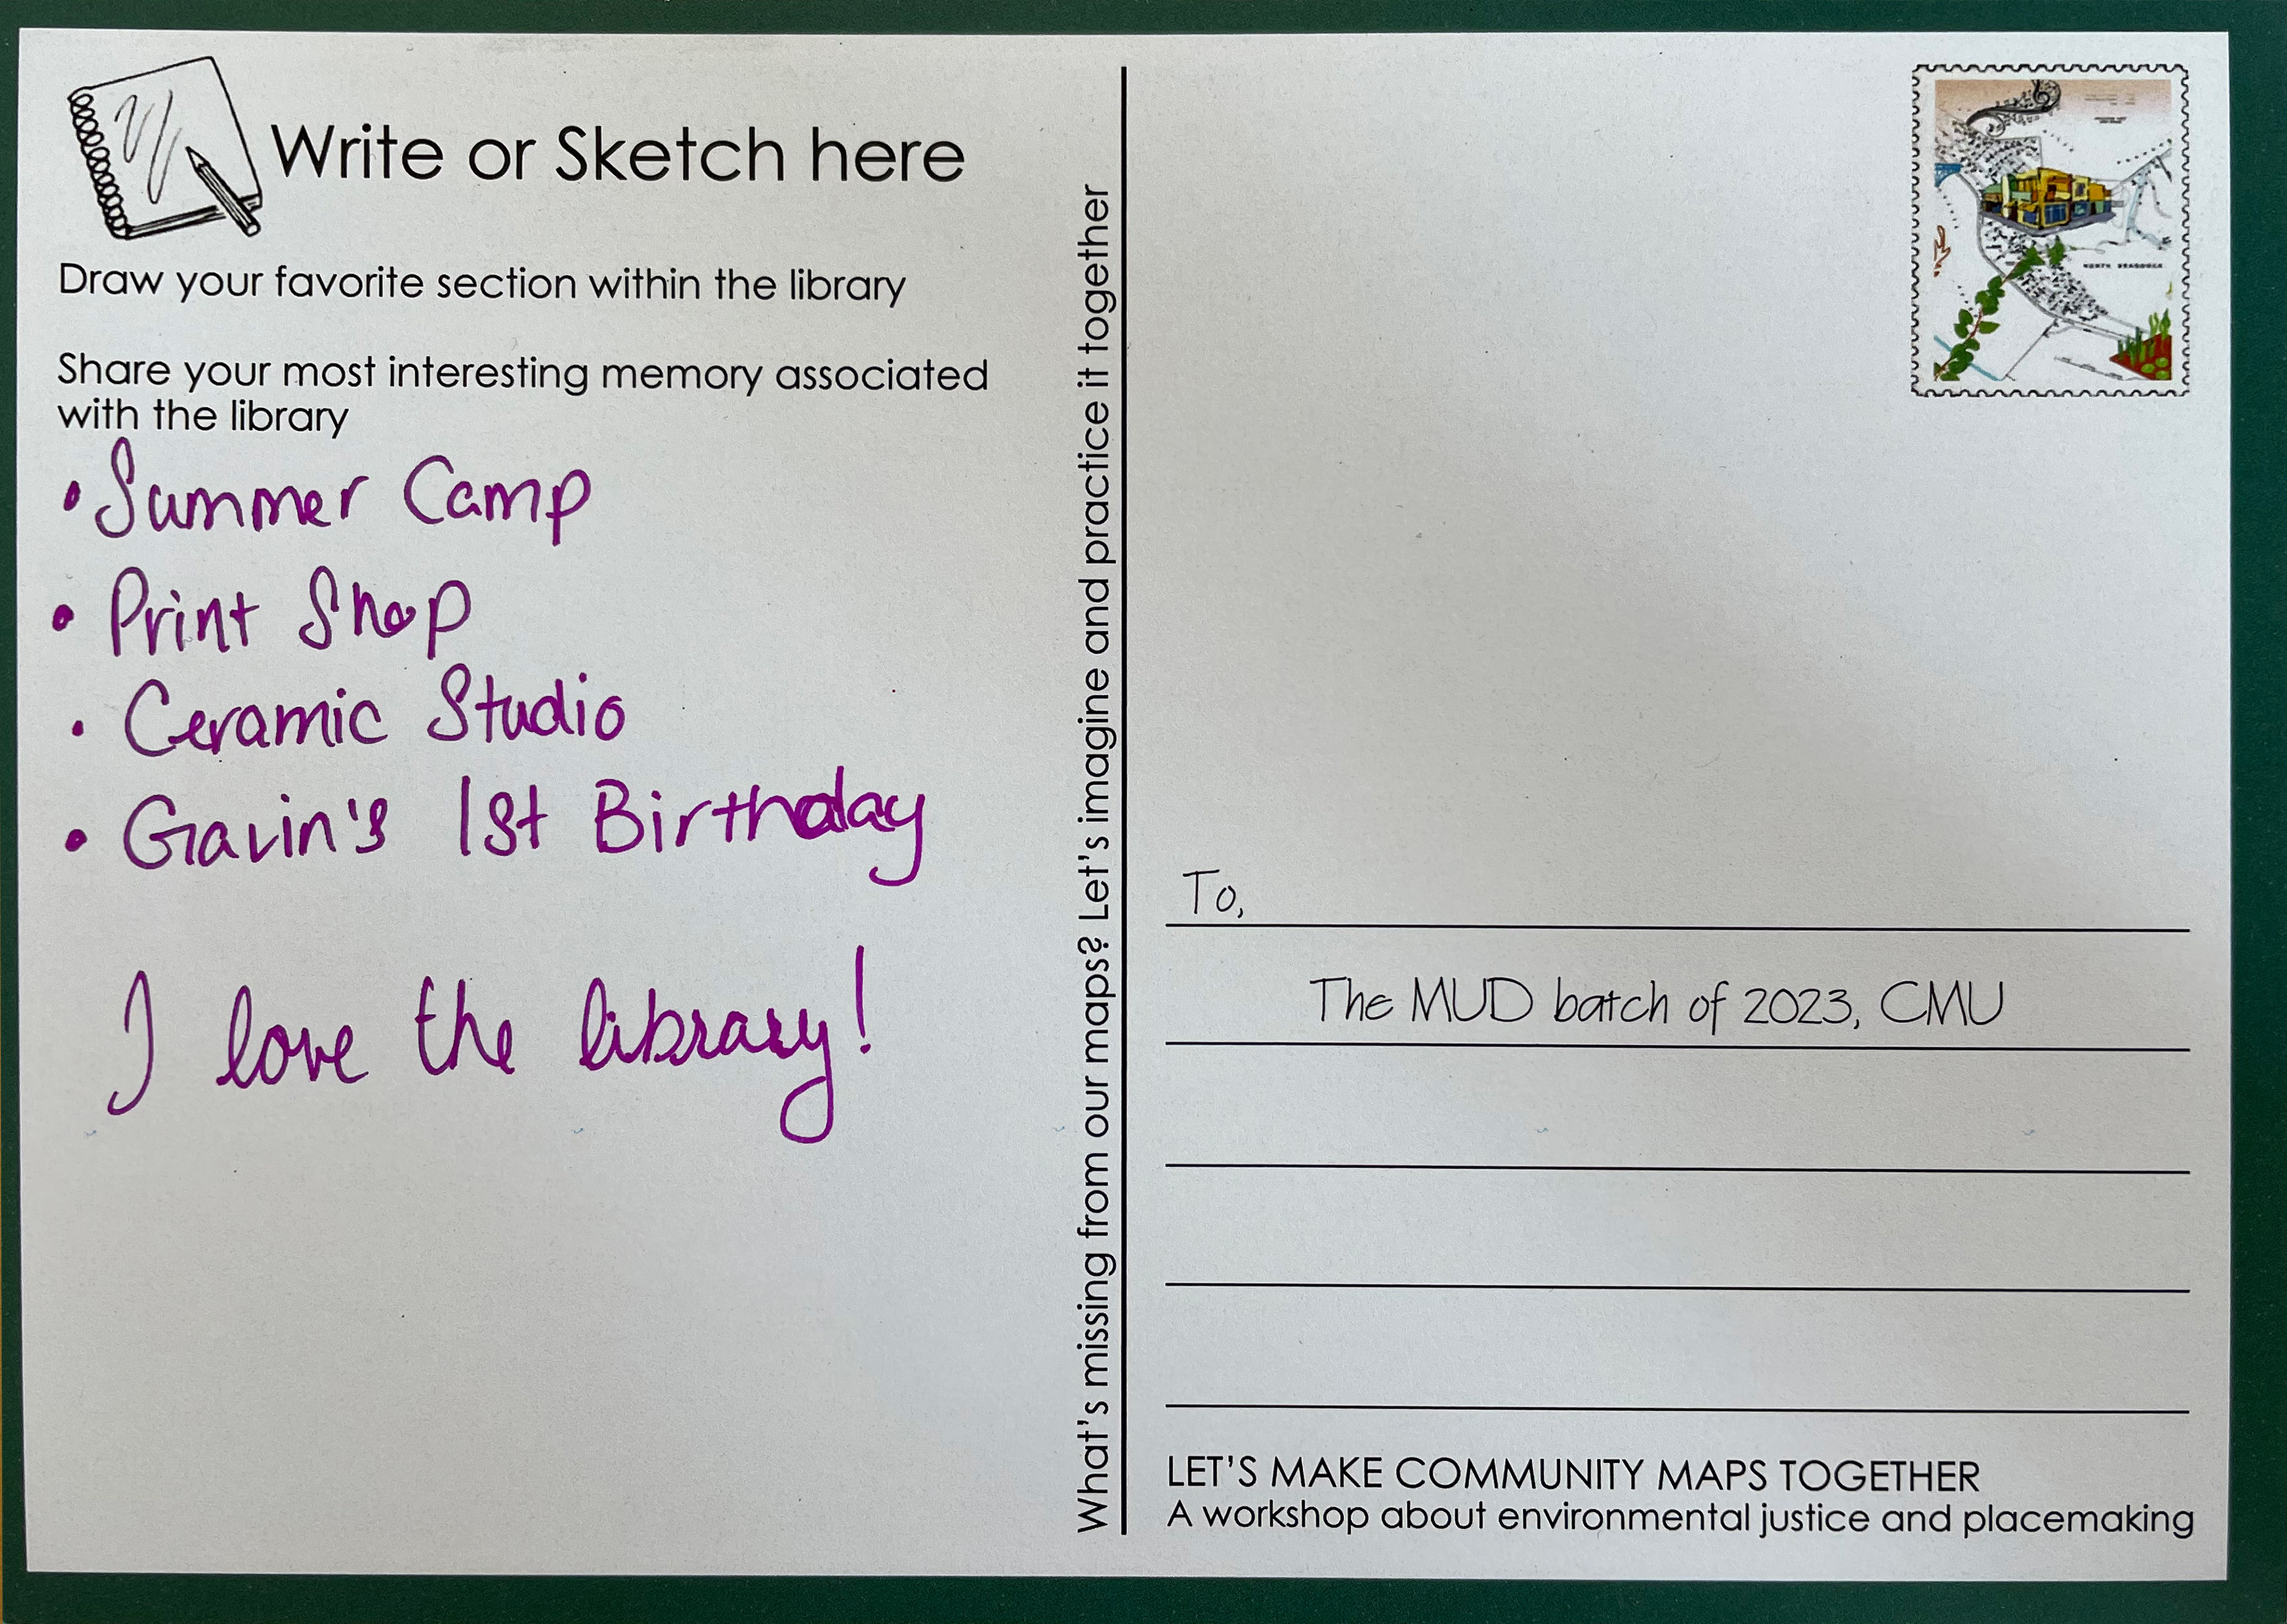 Write or Sketch here
Draw your favorite section within the library
Share your most interesting memory associated
with the library
• Summer Camp
• Print Shop
• Ceramic Studio
• Gavin's 1st Birthday
I love the library!
What's missing from our maps? Let's imagine and practice it together
To,
The MUD batch of 2023, CMU
LET'S MAKE COMMUNITY MAPS TOGETHER
A workshop about environmental justice and placemaking